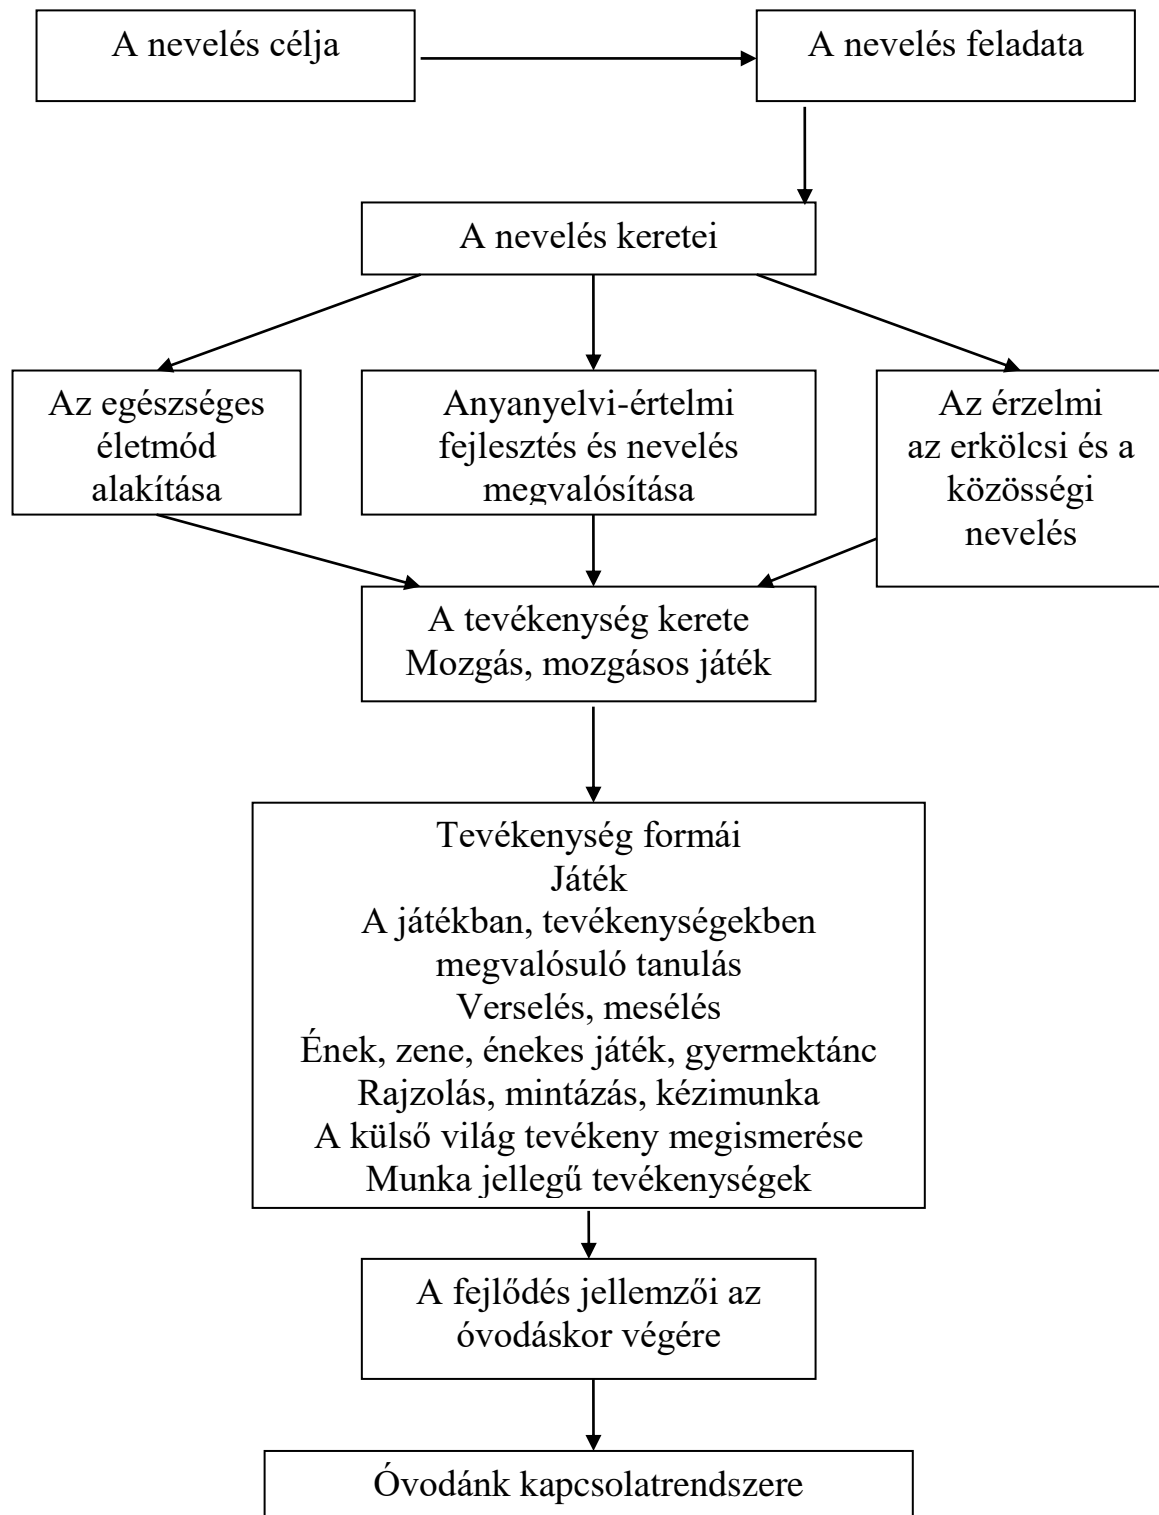 A nevelés célja
A nevelés feladata
A nevelés keretei
Az egészséges
életmód
alakítása
Anyanyelvi-értelmi
fejlesztés és nevelés
megvalósítása
Az érzelmi
az erkölcsi és a
közösségi
nevelés
A tevékenység kerete
Mozgás, mozgásos játék
Tevékenység formái
Játék
A játékban, tevékenységekben
megvalósuló tanulás
Verselés, mesélés
Ének, zene, énekes játék, gyermektánc
Rajzolás, mintázás, kézimunka
A külső világ tevékeny megismerése
Munka jellegű tevékenységek
A fejlődés jellemzői az
óvodáskor végére
Óvodánk kapcsolatrendszere